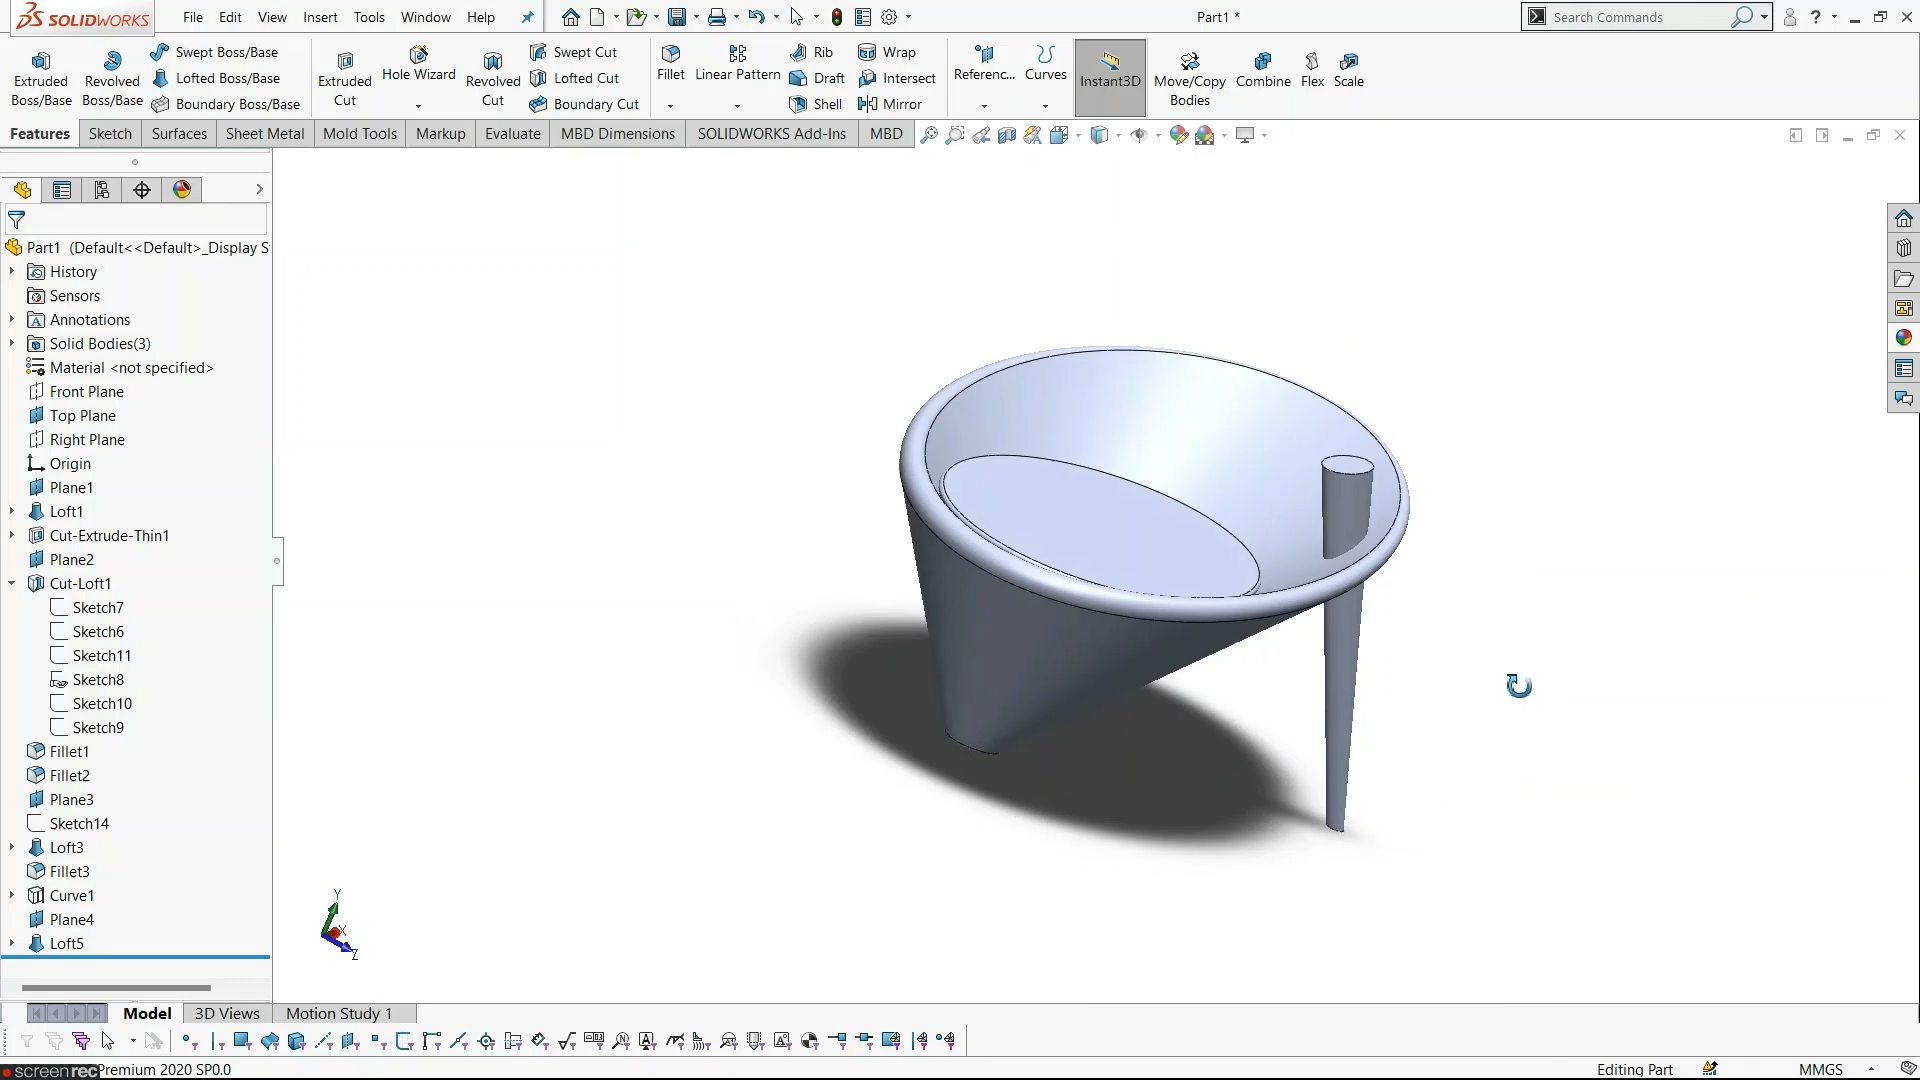 SOLIDWORKS File Edit View Insert Tools Window Help Part1 * Search Commands
Extruded Boss/Base
Revolved Boss/Base
Swept Boss/Base
Lofted Boss/Base
Boundary Boss/Base
Extruded Cut
Hole Wizard
Revolved Cut
Swept Cut
Lofted Cut
Boundary Cut
Fillet
Linear Pattern
Rib
Draft
Shell
Wrap
Intersect
Mirror
Referenc...
Curves
Instant3D
Move/Copy Bodies
Combine
Flex
Scale
Features Sketch Surfaces Sheet Metal Mold Tools Markup Evaluate MBD Dimensions SOLIDWORKS Add-Ins MBD
Part1 (Default<<Default>_Display S
History
Sensors
Annotations
Solid Bodies(3)
Material <not specified>
Front Plane
Top Plane
Right Plane
Origin
Plane1
Loft1
Cut-Extrude-Thin1
Plane2
Cut-Loft1
Sketch7
Sketch6
Sketch11
Sketch8
Sketch10
Sketch9
Fillet1
Fillet2
Plane3
Sketch14
Loft3
Fillet3
Curve1
Plane4
Loft5
Y
X
Z
Model 3D Views Motion Study 1
screenrec Premium 2020 SP0.0 Editing Part MMGS